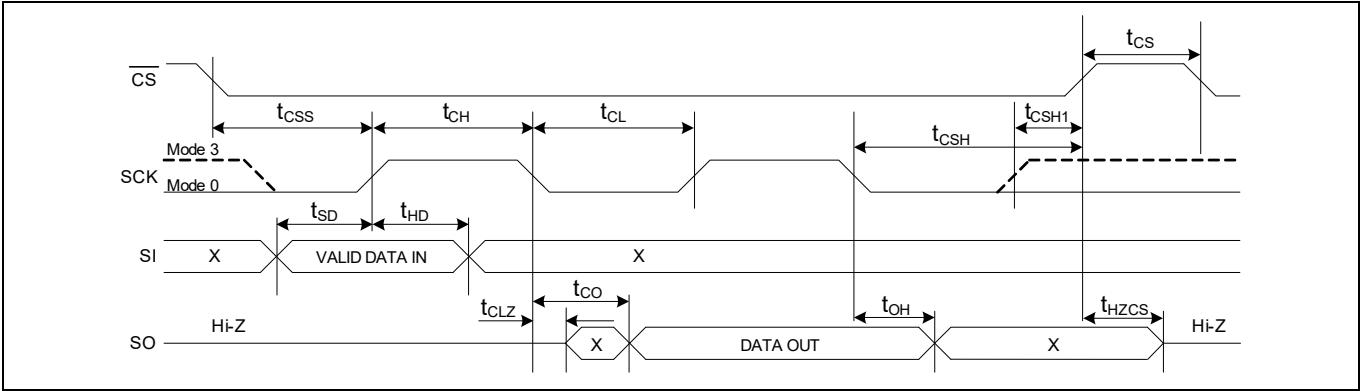 tCS
CS
tCSS
tCH
tCL
tCSH1
tCSH
Mode 3
SCK
Mode 0
tSD
tHD
SI
X
VALID DATA IN
X
tCO
tCLZ
tOH
tHZCS
Hi-Z
Hi-Z
SO
X
DATA OUT
X